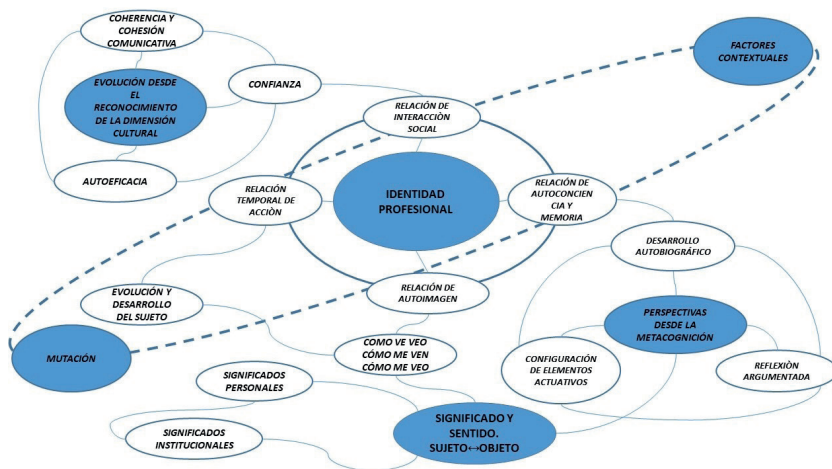 COHERENCIA Y
COHESIÓN
COMUNICATIVA
FACTORES
CONTEXTUALES
EVOLUCIÓN DESDE
EL
RECONOCIMIENTO
DE LA DIMENSIÓN
CULTURAL
CONFIANZA
RELACIÓN DE
INTERACCIÒN
SOCIAL
AUTOEFICACIA
RELACIÓN
TEMPORAL DE
ACCIÒN
IDENTIDAD
PROFESIONAL
RELACIÓN DE
AUTOCONCIEN
CIA Y
MEMORIA
DESARROLLO
AUTOBIOGRÁFICO
EVOLUCIÓN Y
DESARROLLO
DEL SUJETO
RELACIÓN DE
AUTOIMAGEN
PERSPECTIVAS
DESDE LA
METACOGNICIÓN
MUTACIÓN
COMO VE VEO
CÓMO ME VEN
CÓMO ME VEO
CONFIGURACIÓN
DE ELEMENTOS
ACTUATIVOS
REFLEXIÒN
ARGUMENTADA
SIGNIFICADOS
PERSONALES
SIGNIFICADOS
INSTITUCIONALES
SIGNIFICADO Y
SENTIDO.
SUJETO↔OBJETO